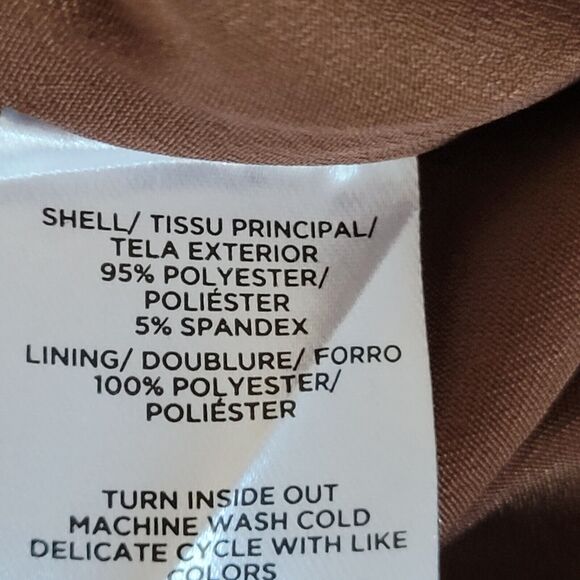 SHELL/ TISSU PRINCIPAL/
TELA EXTERIOR
95% POLYESTER/
POLIÉSTER
5% SPANDEX
LINING/ DOUBLURE/ FORRO
100% POLYESTER/
POLIÉSTER
TURN INSIDE OUT
MACHINE WASH COLD
DELICATE CYCLE WITH LIKE
COLORS